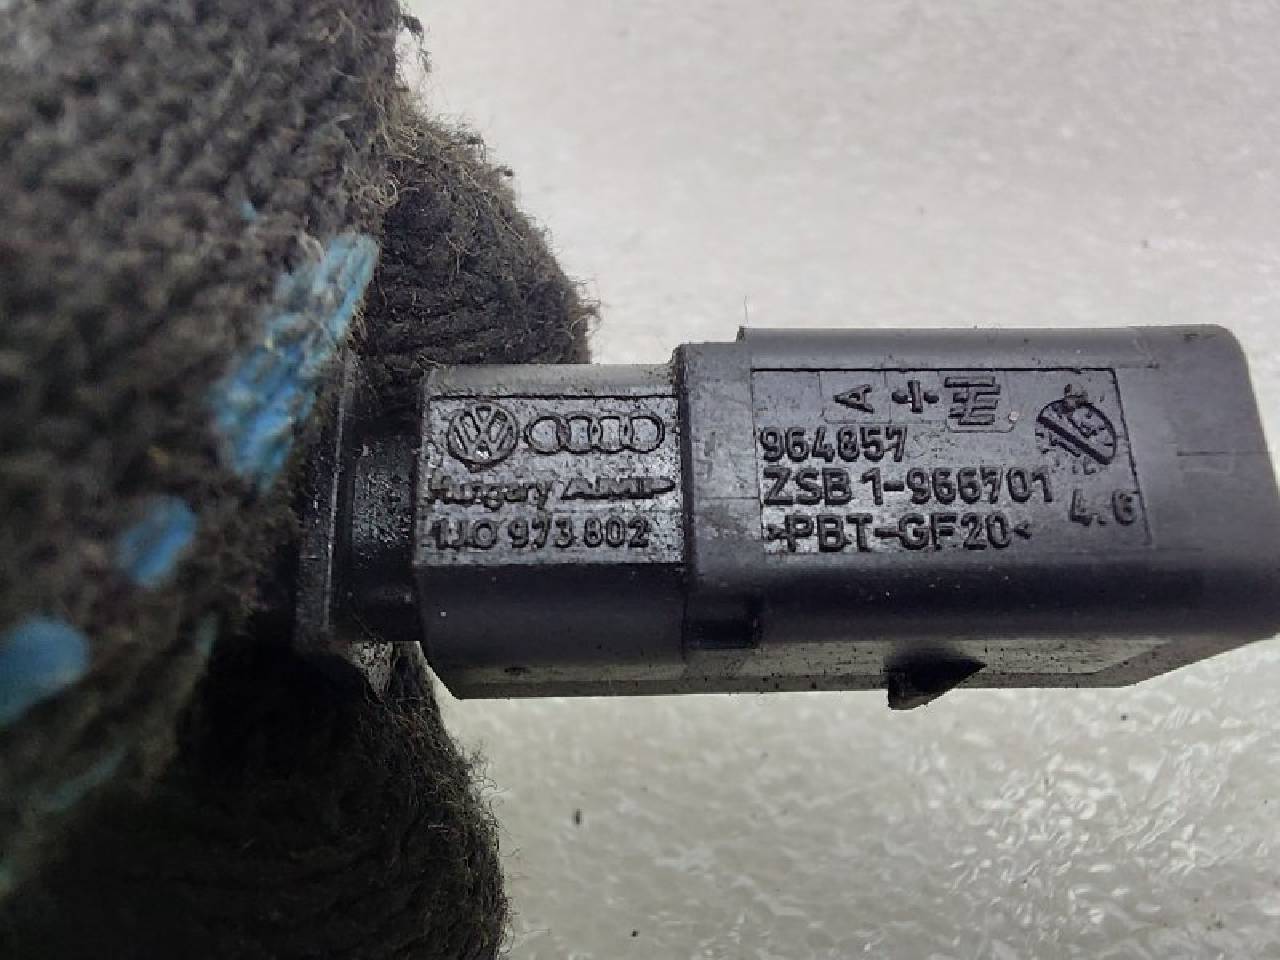 Hungary AMP
1J0 973 802
A
964857
ZSB 1-966701
>PBT-GF20<
4.6